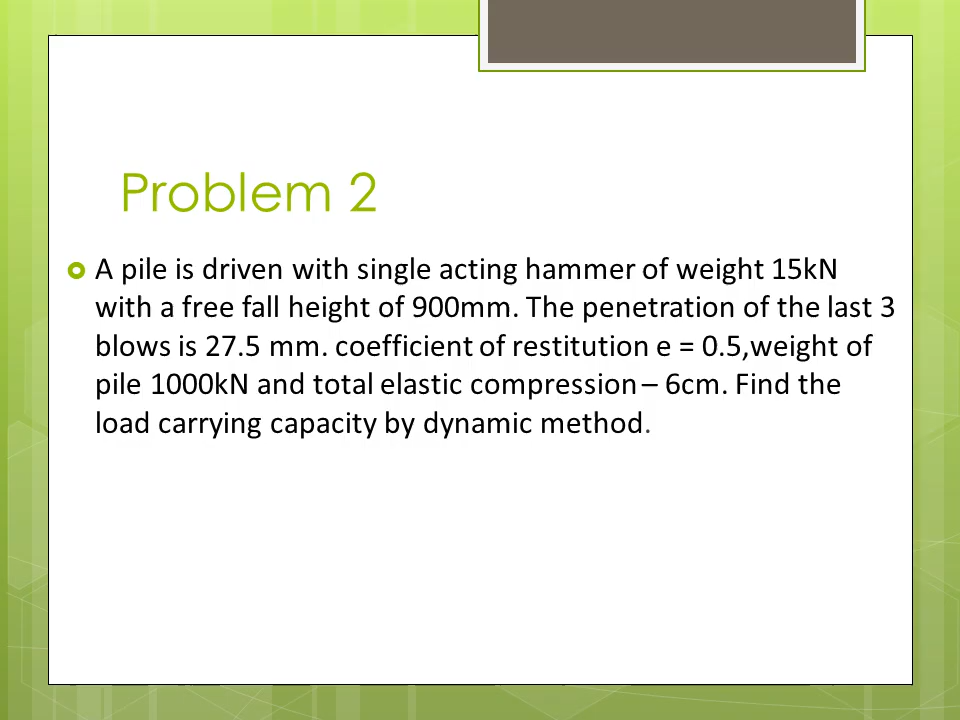 Problem 2
A pile is driven with single acting hammer of weight 15kN
with a free fall height of 900mm. The penetration of the last 3
blows is 27.5 mm. coefficient of restitution e = 0.5,weight of
pile 1000kN and total elastic compression – 6cm. Find the
load carrying capacity by dynamic method.